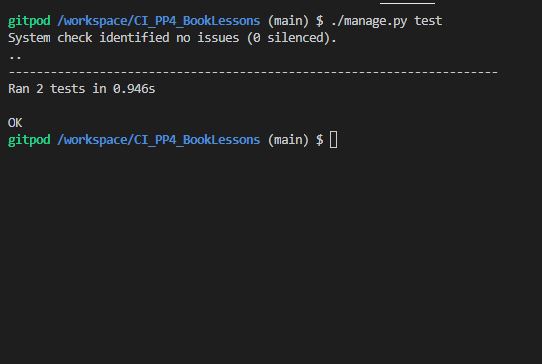 gitpod /workspace/CI_PP4_BookLessons (main) $ ./manage.py test
System check identified no issues (0 silenced).
..
----------------------------------------------------------------------
Ran 2 tests in 0.946s
OK
gitpod /workspace/CI_PP4_BookLessons (main) $